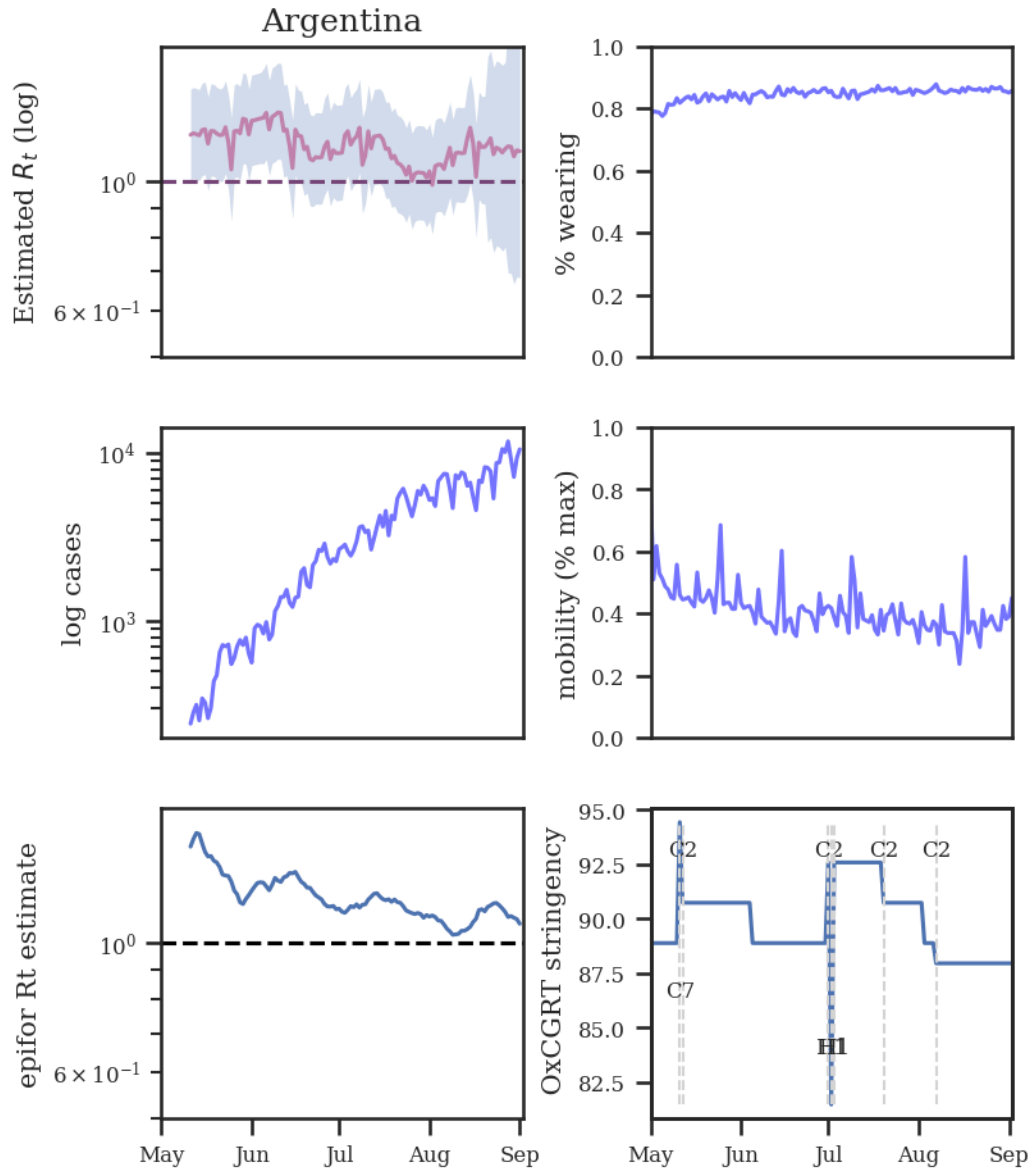 Argentina
Estimated R_t (log)
10^0
6 × 10^-1
% wearing
1.0
0.8
0.6
0.4
0.2
0.0
log cases
10^4
10^3
mobility (% max)
1.0
0.8
0.6
0.4
0.2
0.0
epifor Rt estimate
10^0
6 × 10^-1
May Jun Jul Aug Sep
OxCGRT stringency
95.0
92.5
90.0
87.5
85.0
82.5
C2 C2 C2 C2
C7
May Jun Jul Aug Sep